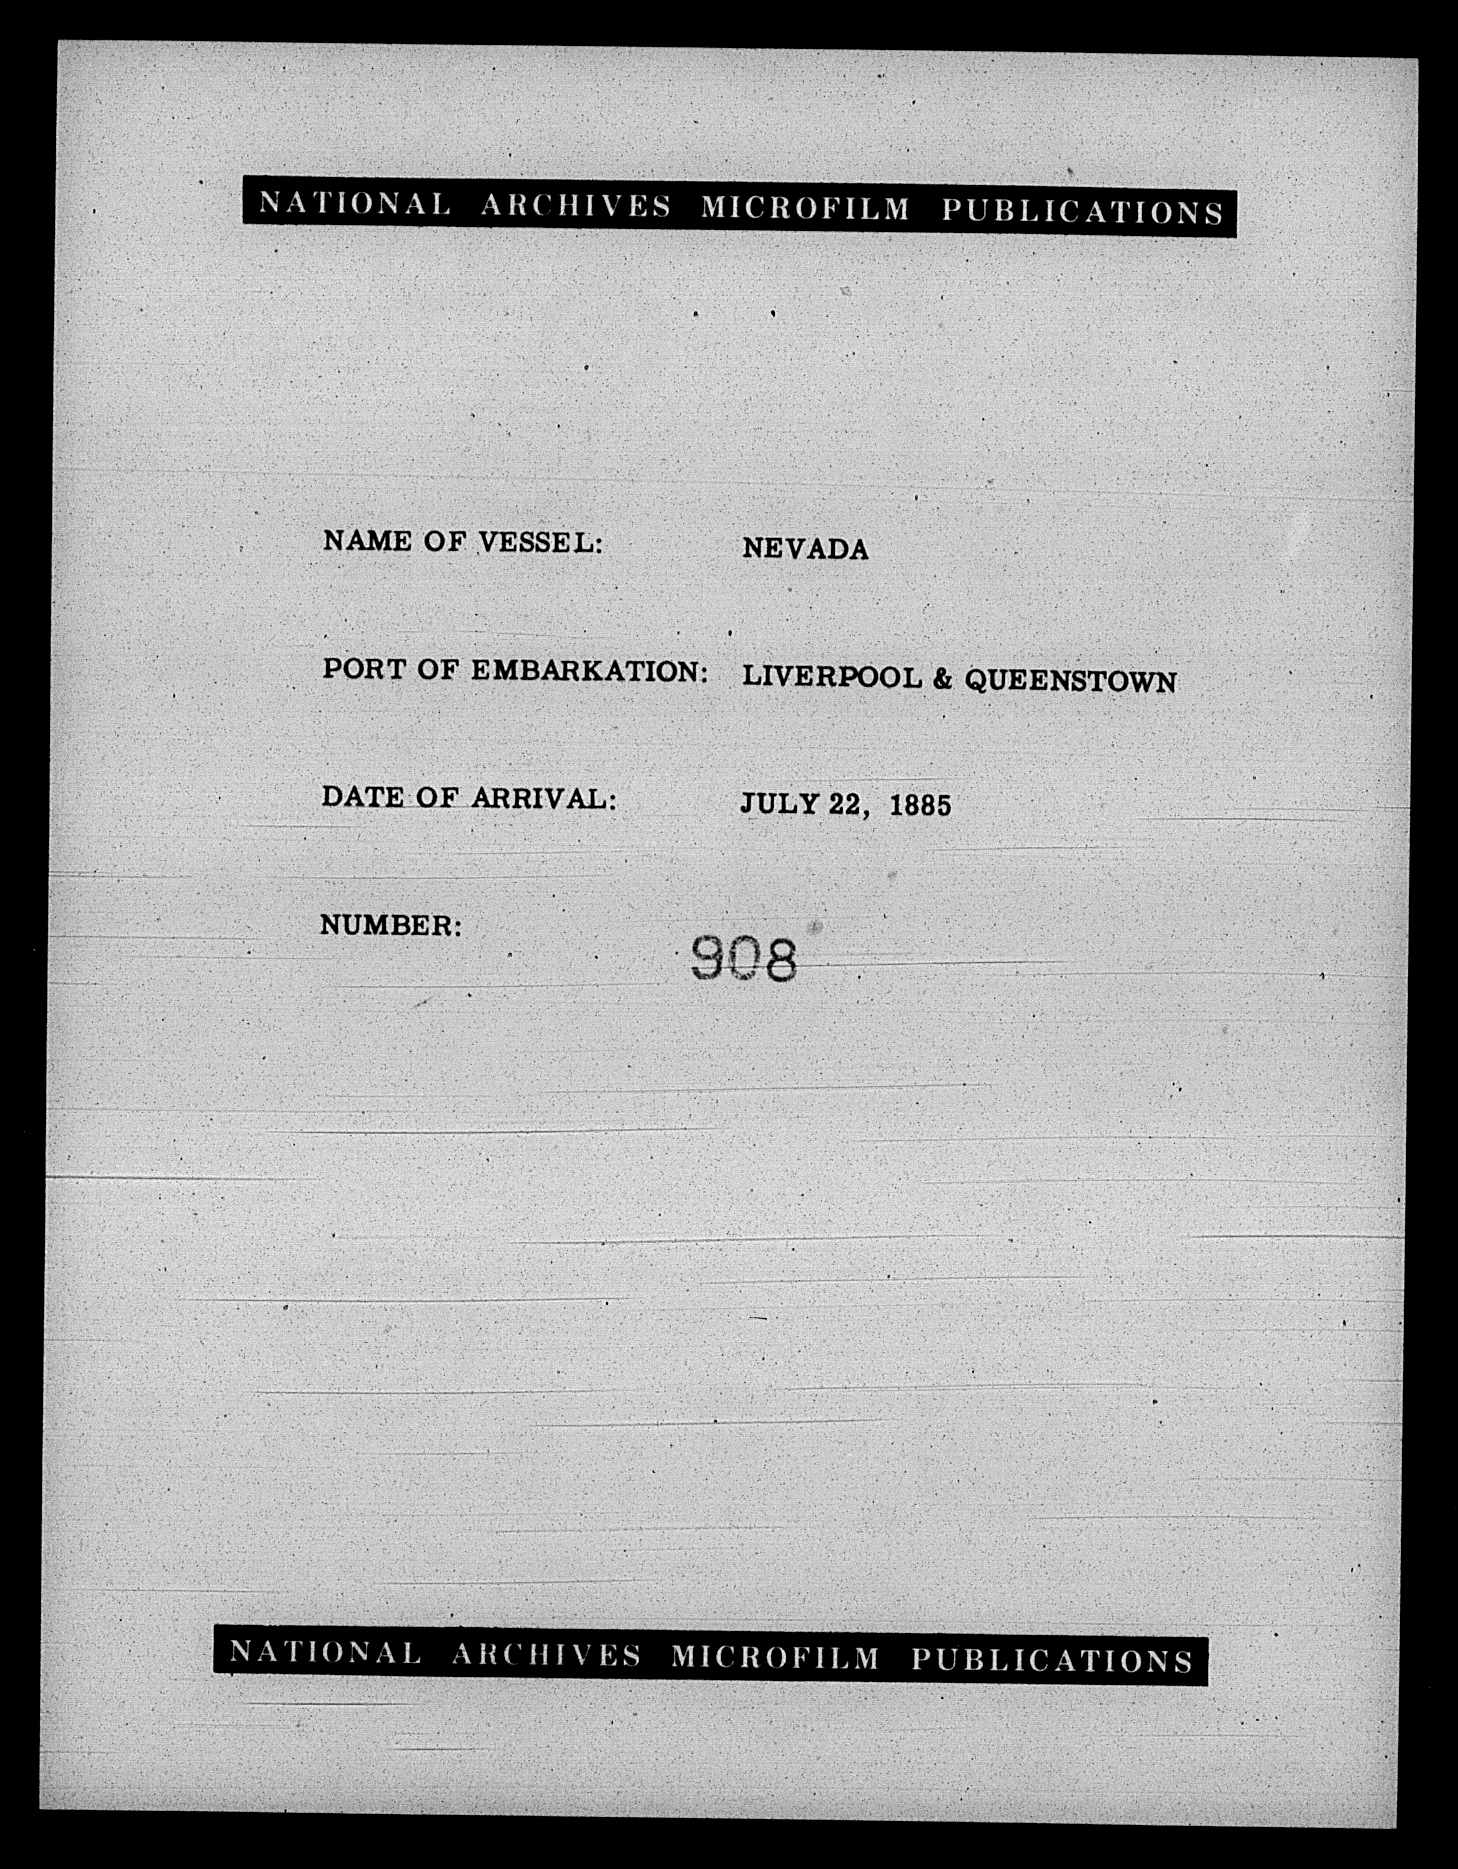 NATIONAL ARCHIVES MICROFILM PUBLICATIONS
NAME OF VESSEL: NEVADA
PORT OF EMBARKATION: LIVERPOOL & QUEENSTOWN
DATE OF ARRIVAL: JULY 22, 1885
NUMBER: 908
NATIONAL ARCHIVES MICROFILM PUBLICATIONS